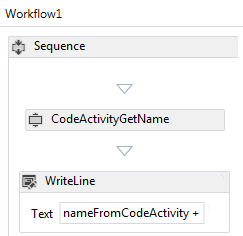 Workflow1
Sequence
CodeActivityGetName
WriteLine
Text nameFromCodeActivity +